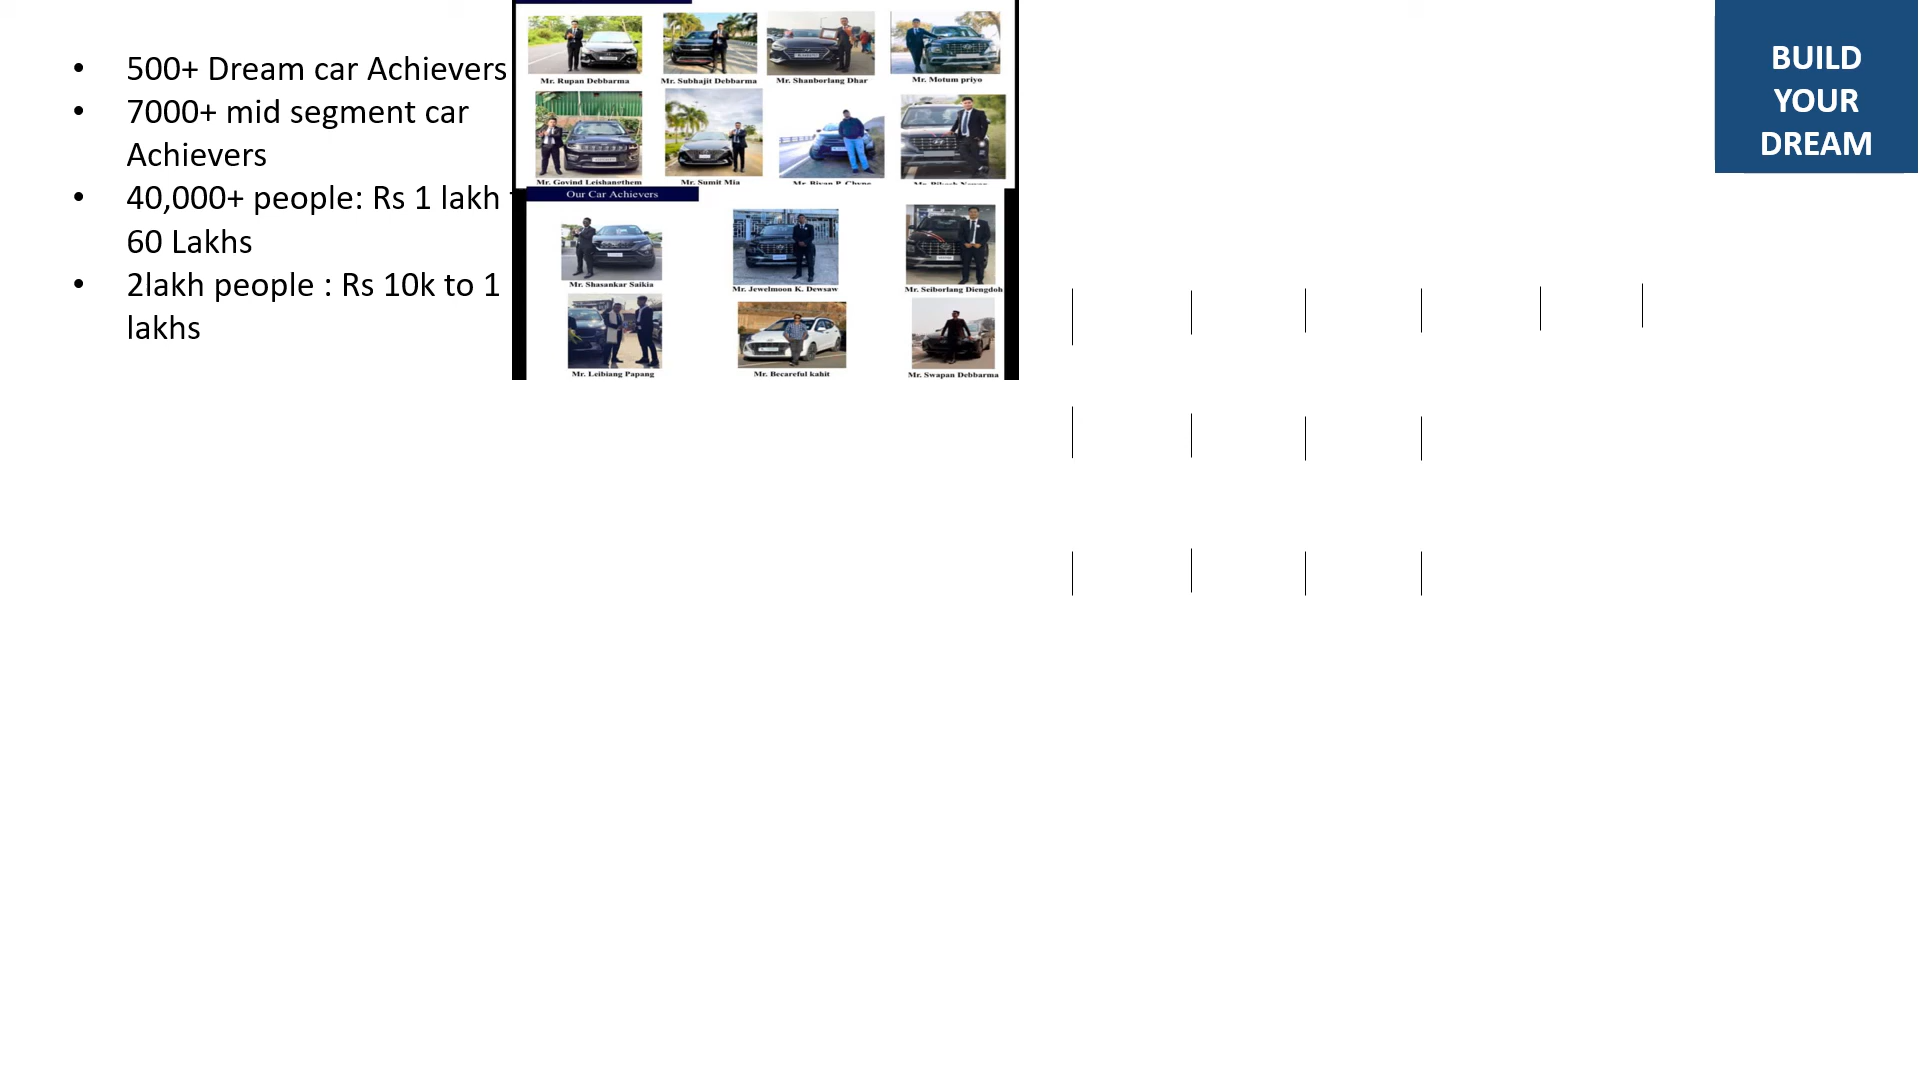 • 500+ Dream car Achievers
• 7000+ mid segment car
Achievers
• 40,000+ people: Rs 1 lakh
60 Lakhs
• 2lakh people : Rs 10k to 1
lakhs
Mr. Rupan Debbarma Mr. Subhajit Debbarma Mr. Shanborlang Dhar Mr. Motum priyo
Mr. Govind Leishangthem Mr. Sumit Mia
Our Car Achievers
Mr. Shasankar Saikia Mr. Jewelmoon K. Dewsaw Mr. Seiborlang Diengdoh
Mr. Leibiang Papang Mr. Becareful kahit Mr. Swapan Debbarma
BUILD
YOUR
DREAM